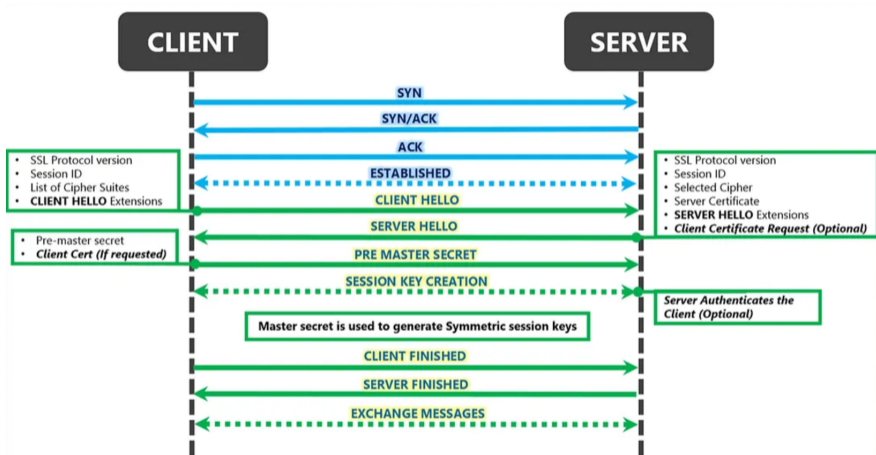 CLIENT
SERVER
SYN
SYN/ACK
ACK
ESTABLISHED
• SSL Protocol version
• Session ID
• List of Cipher Suites
• CLIENT HELLO Extensions
• SSL Protocol version
• Session ID
• Selected Cipher
• Server Certificate
• SERVER HELLO Extensions
• Client Certificate Request (Optional)
CLIENT HELLO
SERVER HELLO
• Pre-master secret
• Client Cert (If requested)
PRE MASTER SECRET
SESSION KEY CREATION
Server Authenticates the
Client (Optional)
Master secret is used to generate Symmetric session keys
CLIENT FINISHED
SERVER FINISHED
EXCHANGE MESSAGES